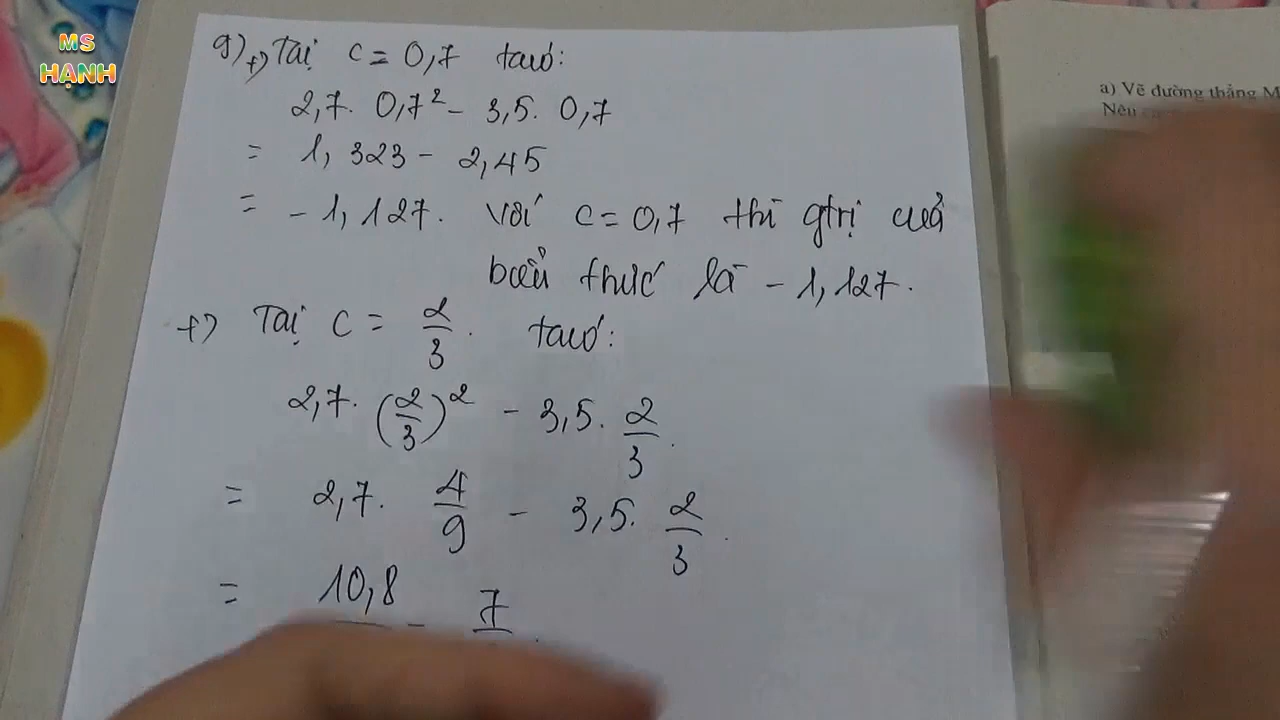 MS
HẠNH
g) +) Tại c = 0,7 ta có:
2,7. 0,7² - 3,5. 0,7
= 1,323 - 2,45
= -1,127. Với c = 0,7 thì gtrị của
biểu thức là -1,127.
+) Tại c = 2/3. ta có:
2,7. (2/3)² - 3,5. 2/3.
= 2,7. 4/9 - 3,5. 2/3.
= 10,8 - 7
a) Vẽ đường thẳng M
Nêu